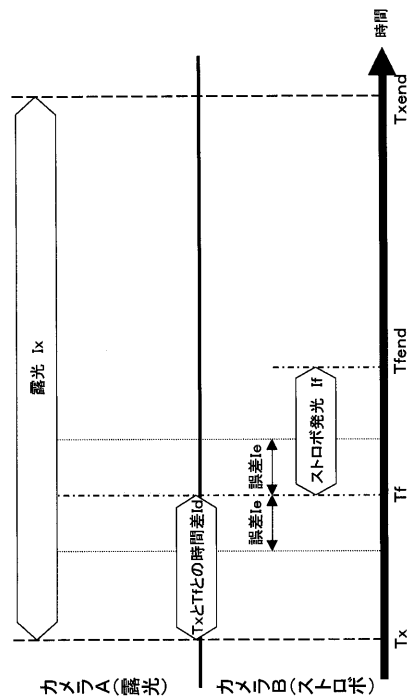 カメラA(露光)
露光 Ix
TxとTfとの時間差Id
カメラB(ストロボ)
誤差Ie
誤差Ie
ストロボ発光 If
Tx
Tf
Tfend
Txend
時間